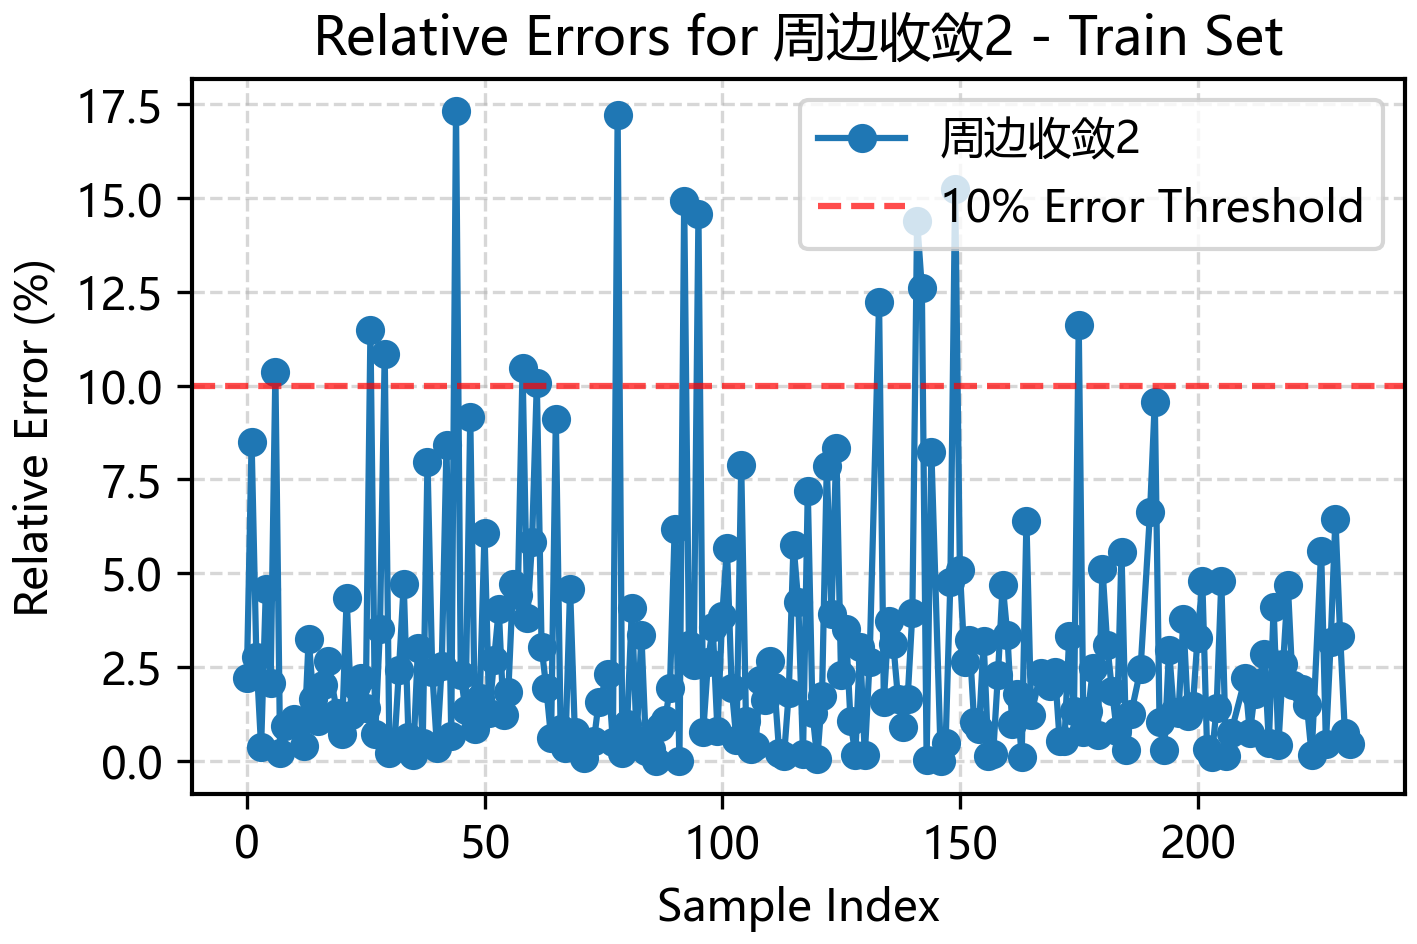 Relative Errors for 周边收敛2 - Train Set
周边收敛2
10% Error Threshold
Relative Error (%)
17.5
15.0
12.5
10.0
7.5
5.0
2.5
0.0
0
50
100
150
200
Sample Index